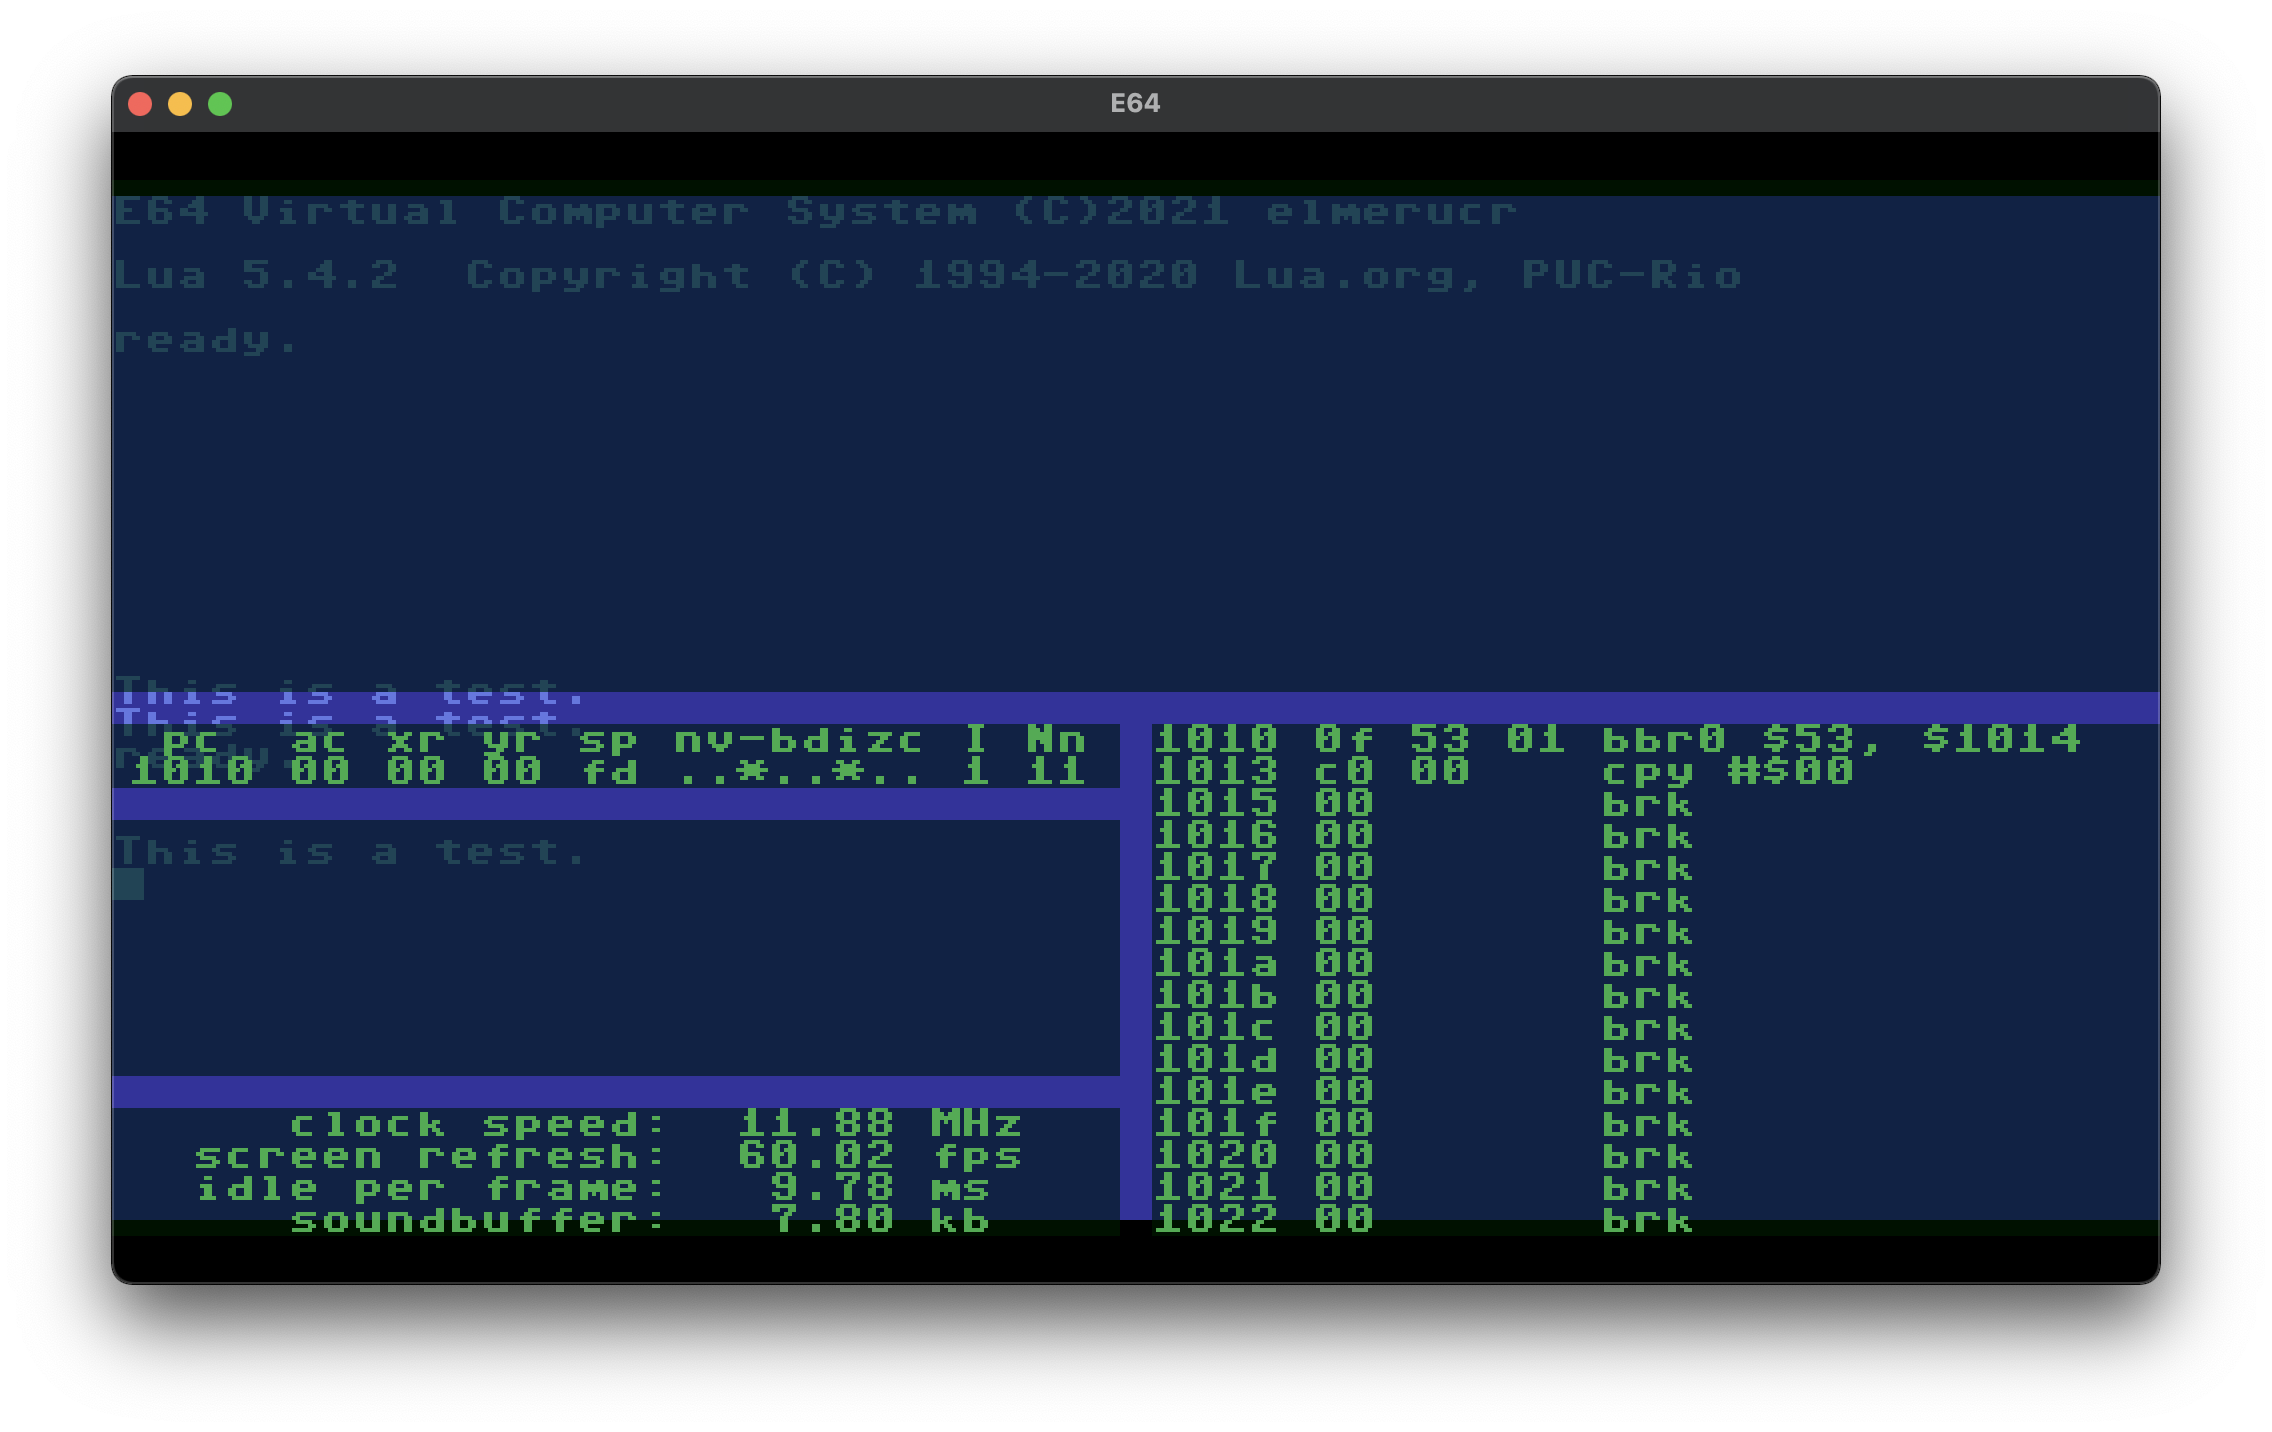 E64
E64 Virtual Computer System (C)2021 elmerucr
Lua 5.4.2  Copyright (C) 1994-2020 Lua.org, PUC-Rio
ready.
This is a test.
This is a test.
ready.
pc ac xr yr sp nv-bdizc I Nn
1010 00 00 00 fd ..*..*.. 1 11
This is a test.
clock speed: 11.88 MHz
screen refresh: 60.02 fps
idle per frame: 9.78 ms
soundbuffer: 7.80 kb
1010 0f 53 01 bbr0 $53, $1014
1013 c0 00 cpy #$00
1015 00 brk
1016 00 brk
1017 00 brk
1018 00 brk
1019 00 brk
101a 00 brk
101b 00 brk
101c 00 brk
101d 00 brk
101e 00 brk
101f 00 brk
1020 00 brk
1021 00 brk
1022 00 brk